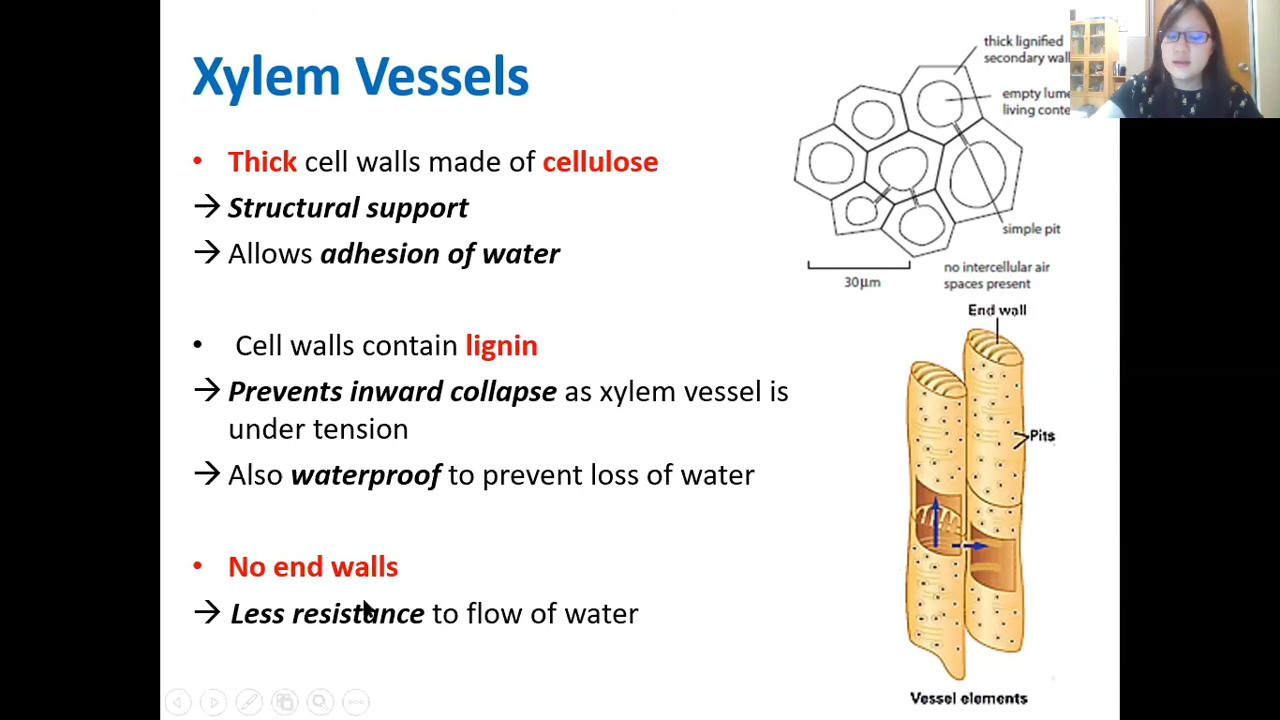 Xylem Vessels
• Thick cell walls made of cellulose
→ Structural support
→ Allows adhesion of water
• Cell walls contain lignin
→ Prevents inward collapse as xylem vessel is
under tension
→ Also waterproof to prevent loss of water
• No end walls
→ Less resistance to flow of water
thick lignified
secondary wall
empty
living
simple pit
30µm
no intercellular air
spaces present
End wall
Pits
Vessel elements